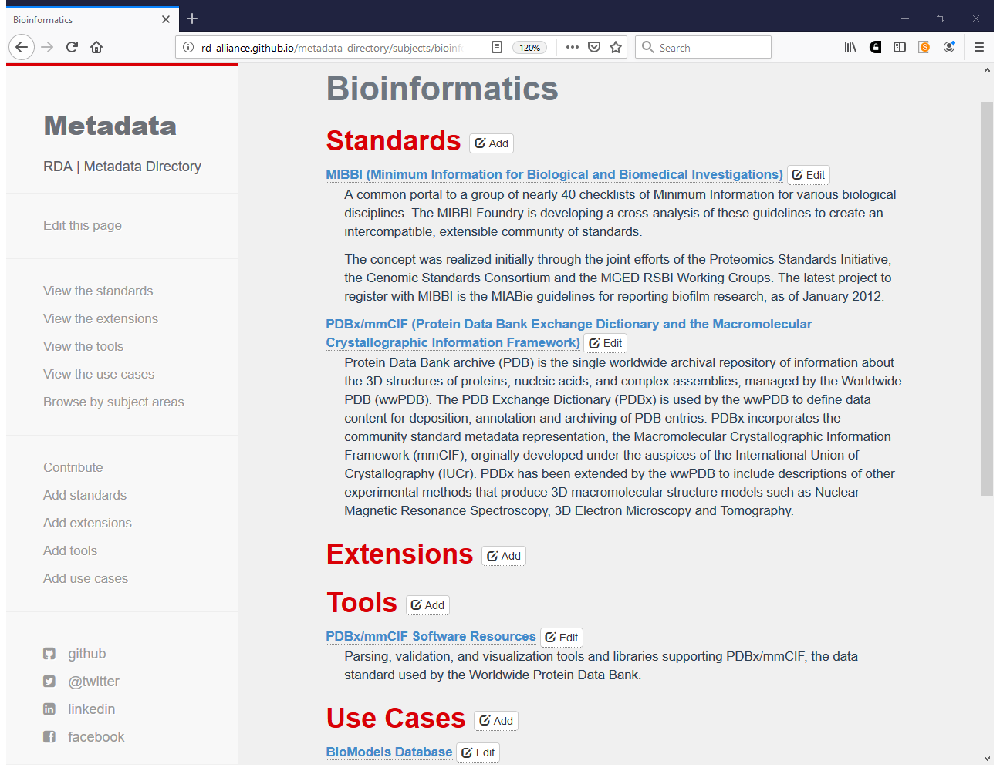 Bioinformatics
rd-alliance.github.io/metadata-directory/subjects/bioinf
120%
Search
Metadata
RDA | Metadata Directory
Edit this page
View the standards
View the extensions
View the tools
View the use cases
Browse by subject areas
Contribute
Add standards
Add extensions
Add tools
Add use cases
github
@twitter
linkedin
facebook
Bioinformatics
Standards Add
MIBBI (Minimum Information for Biological and Biomedical Investigations) Edit
A common portal to a group of nearly 40 checklists of Minimum Information for various biological
disciplines. The MIBBI Foundry is developing a cross-analysis of these guidelines to create an
intercompatible, extensible community of standards.
The concept was realized initially through the joint efforts of the Proteomics Standards Initiative,
the Genomic Standards Consortium and the MGED RSBI Working Groups. The latest project to
register with MIBBI is the MIABie guidelines for reporting biofilm research, as of January 2012.
PDBx/mmCIF (Protein Data Bank Exchange Dictionary and the Macromolecular
Crystallographic Information Framework) Edit
Protein Data Bank archive (PDB) is the single worldwide archival repository of information about
the 3D structures of proteins, nucleic acids, and complex assemblies, managed by the Worldwide
PDB (wwPDB). The PDB Exchange Dictionary (PDBx) is used by the wwPDB to define data
content for deposition, annotation and archiving of PDB entries. PDBx incorporates the
community standard metadata representation, the Macromolecular Crystallographic Information
Framework (mmCIF), orginally developed under the auspices of the International Union of
Crystallography (IUCr). PDBx has been extended by the wwPDB to include descriptions of other
experimental methods that produce 3D macromolecular structure models such as Nuclear
Magnetic Resonance Spectroscopy, 3D Electron Microscopy and Tomography.
Extensions Add
Tools Add
PDBx/mmCIF Software Resources Edit
Parsing, validation, and visualization tools and libraries supporting PDBx/mmCIF, the data
standard used by the Worldwide Protein Data Bank.
Use Cases Add
BioModels Database Edit